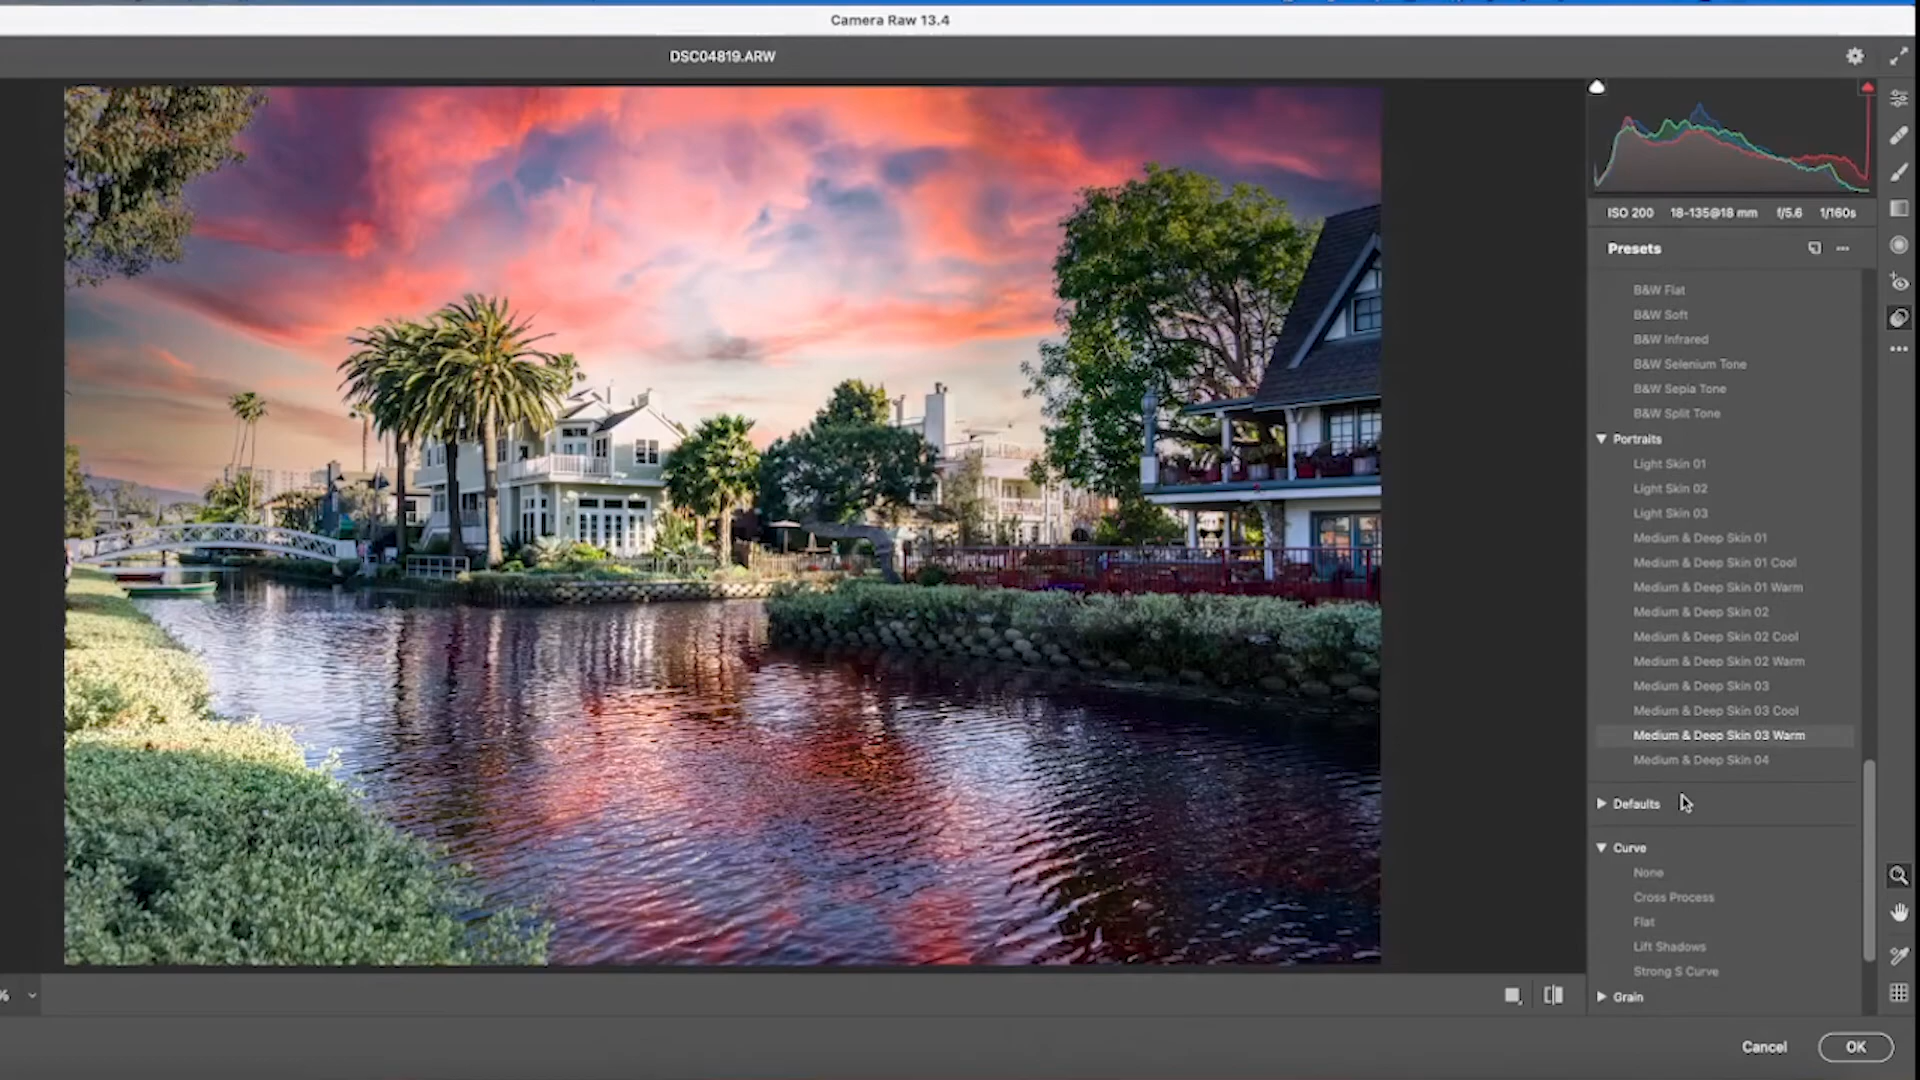 Camera Raw 13.4
DSC04819.ARW
ISO 200 18-135@18 mm f/5.6 1/160s
Presets
B&W Flat
B&W Soft
B&W Infrared
B&W Selenium Tone
B&W Sepia Tone
B&W Split Tone
Portraits
Light Skin 01
Light Skin 02
Light Skin 03
Medium & Deep Skin 01
Medium & Deep Skin 01 Cool
Medium & Deep Skin 01 Warm
Medium & Deep Skin 02
Medium & Deep Skin 02 Cool
Medium & Deep Skin 02 Warm
Medium & Deep Skin 03
Medium & Deep Skin 03 Cool
Medium & Deep Skin 03 Warm
Medium & Deep Skin 04
Defaults
Curve
None
Cross Process
Flat
Lift Shadows
Strong S Curve
Grain
%
Cancel OK